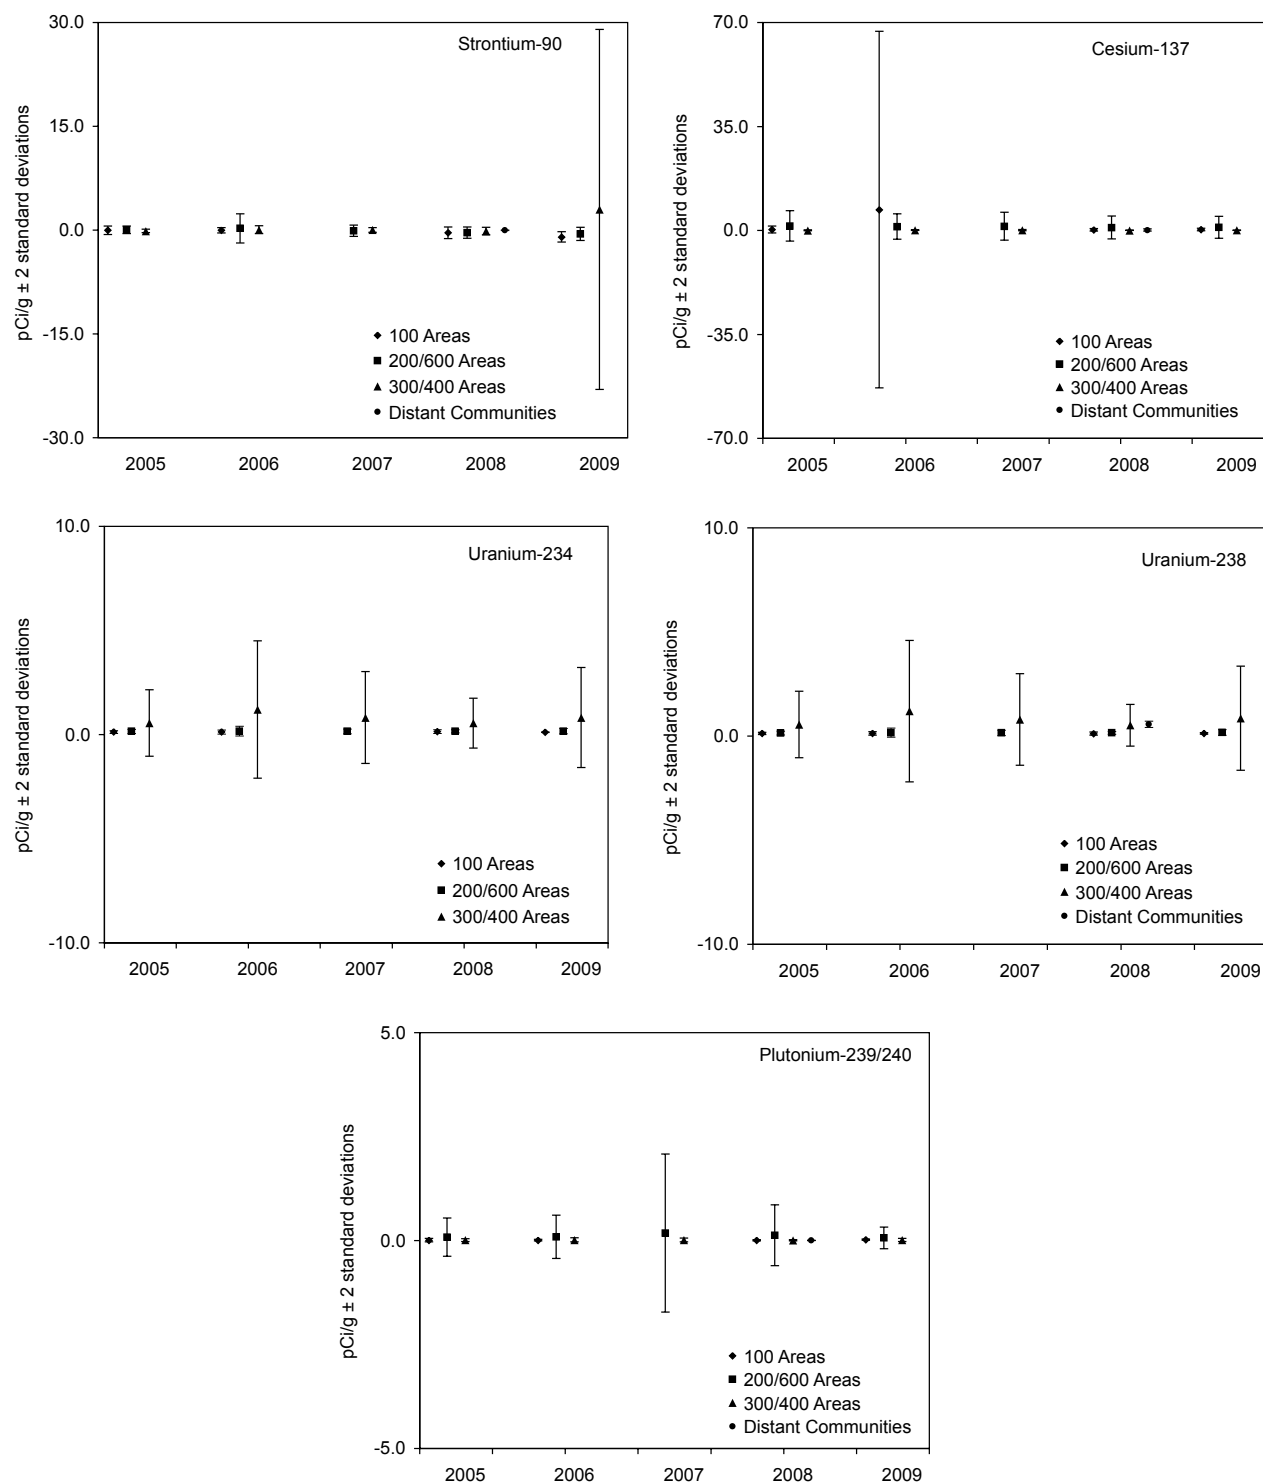 Strontium-90
pCi/g ± 2 standard deviations
30.0
15.0
0.0
-15.0
-30.0
100 Areas
200/600 Areas
300/400 Areas
Distant Communities
2005 2006 2007 2008 2009
Cesium-137
pCi/g ± 2 standard deviations
70.0
35.0
0.0
-35.0
-70.0
100 Areas
200/600 Areas
300/400 Areas
Distant Communities
2005 2006 2007 2008 2009
Uranium-234
pCi/g ± 2 standard deviations
10.0
0.0
-10.0
100 Areas
200/600 Areas
300/400 Areas
2005 2006 2007 2008 2009
Uranium-238
pCi/g ± 2 standard deviations
10.0
0.0
-10.0
100 Areas
200/600 Areas
300/400 Areas
Distant Communities
2005 2006 2007 2008 2009
Plutonium-239/240
pCi/g ± 2 standard deviations
5.0
0.0
-5.0
100 Areas
200/600 Areas
300/400 Areas
Distant Communities
2005 2006 2007 2008 2009